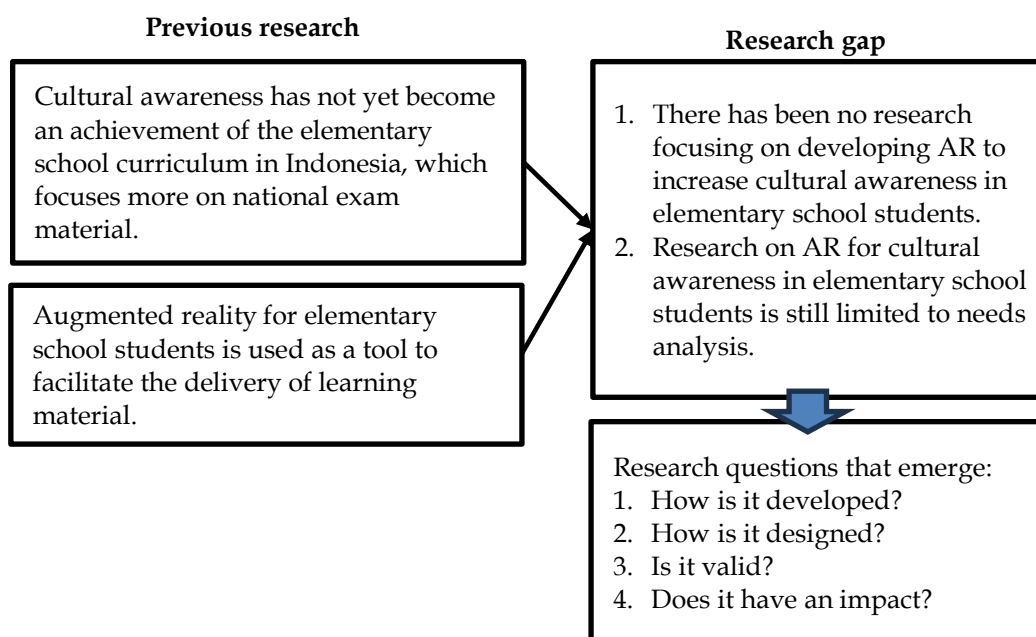 Previous research
Cultural awareness has not yet become
an achievement of the elementary
school curriculum in Indonesia, which
focuses more on national exam
material.
Augmented reality for elementary
school students is used as a tool to
facilitate the delivery of learning
material.
Research gap
1. There has been no research
focusing on developing AR to
increase cultural awareness in
elementary school students.
2. Research on AR for cultural
awareness in elementary school
students is still limited to needs
analysis.
Research questions that emerge:
1. How is it developed?
2. How is it designed?
3. Is it valid?
4. Does it have an impact?